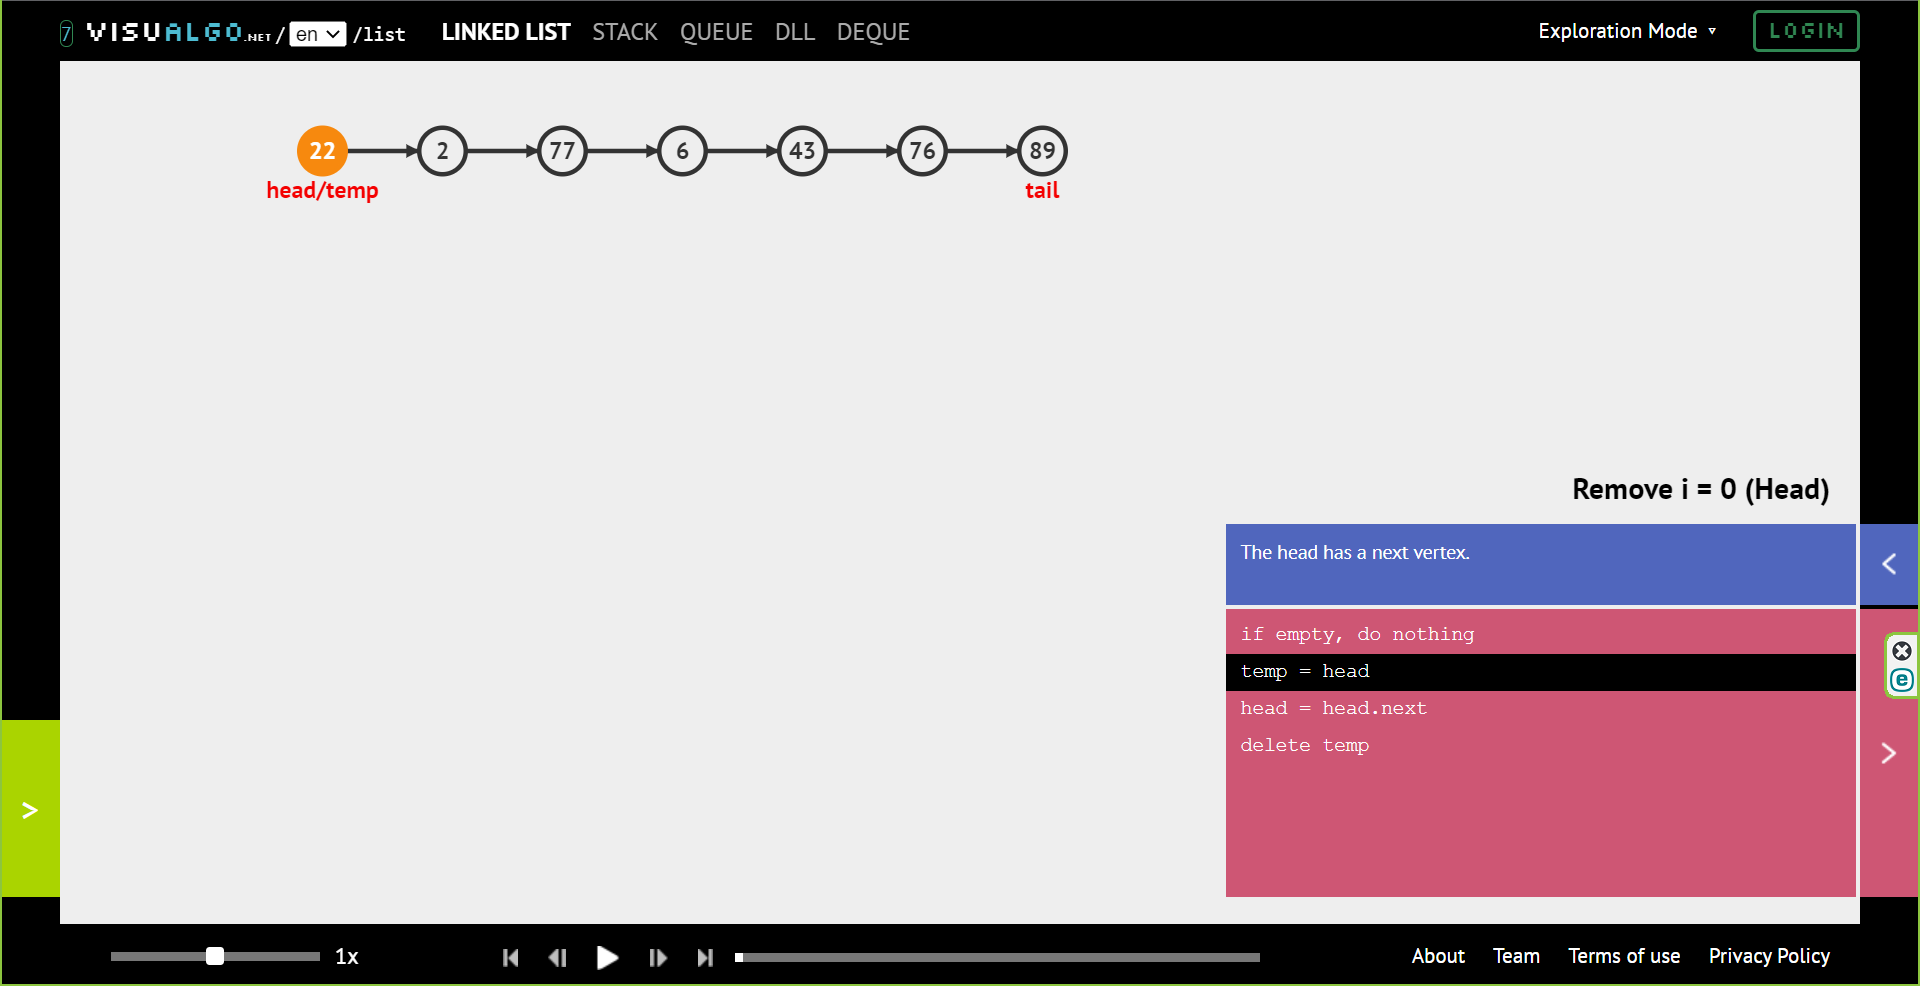 7 VISUALGO.NET / en /list LINKED LIST STACK QUEUE DLL DEQUE Exploration Mode ▾ LOGIN
22 2 77 6 43 76 89
head/temp tail
Remove i = 0 (Head)
The head has a next vertex.
if empty, do nothing
temp = head
head = head.next
delete temp
1x About Team Terms of use Privacy Policy